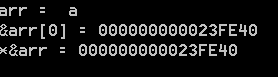 arr =  a
&arr[0] = 000000000023FE40
*&arr = 000000000023FE40